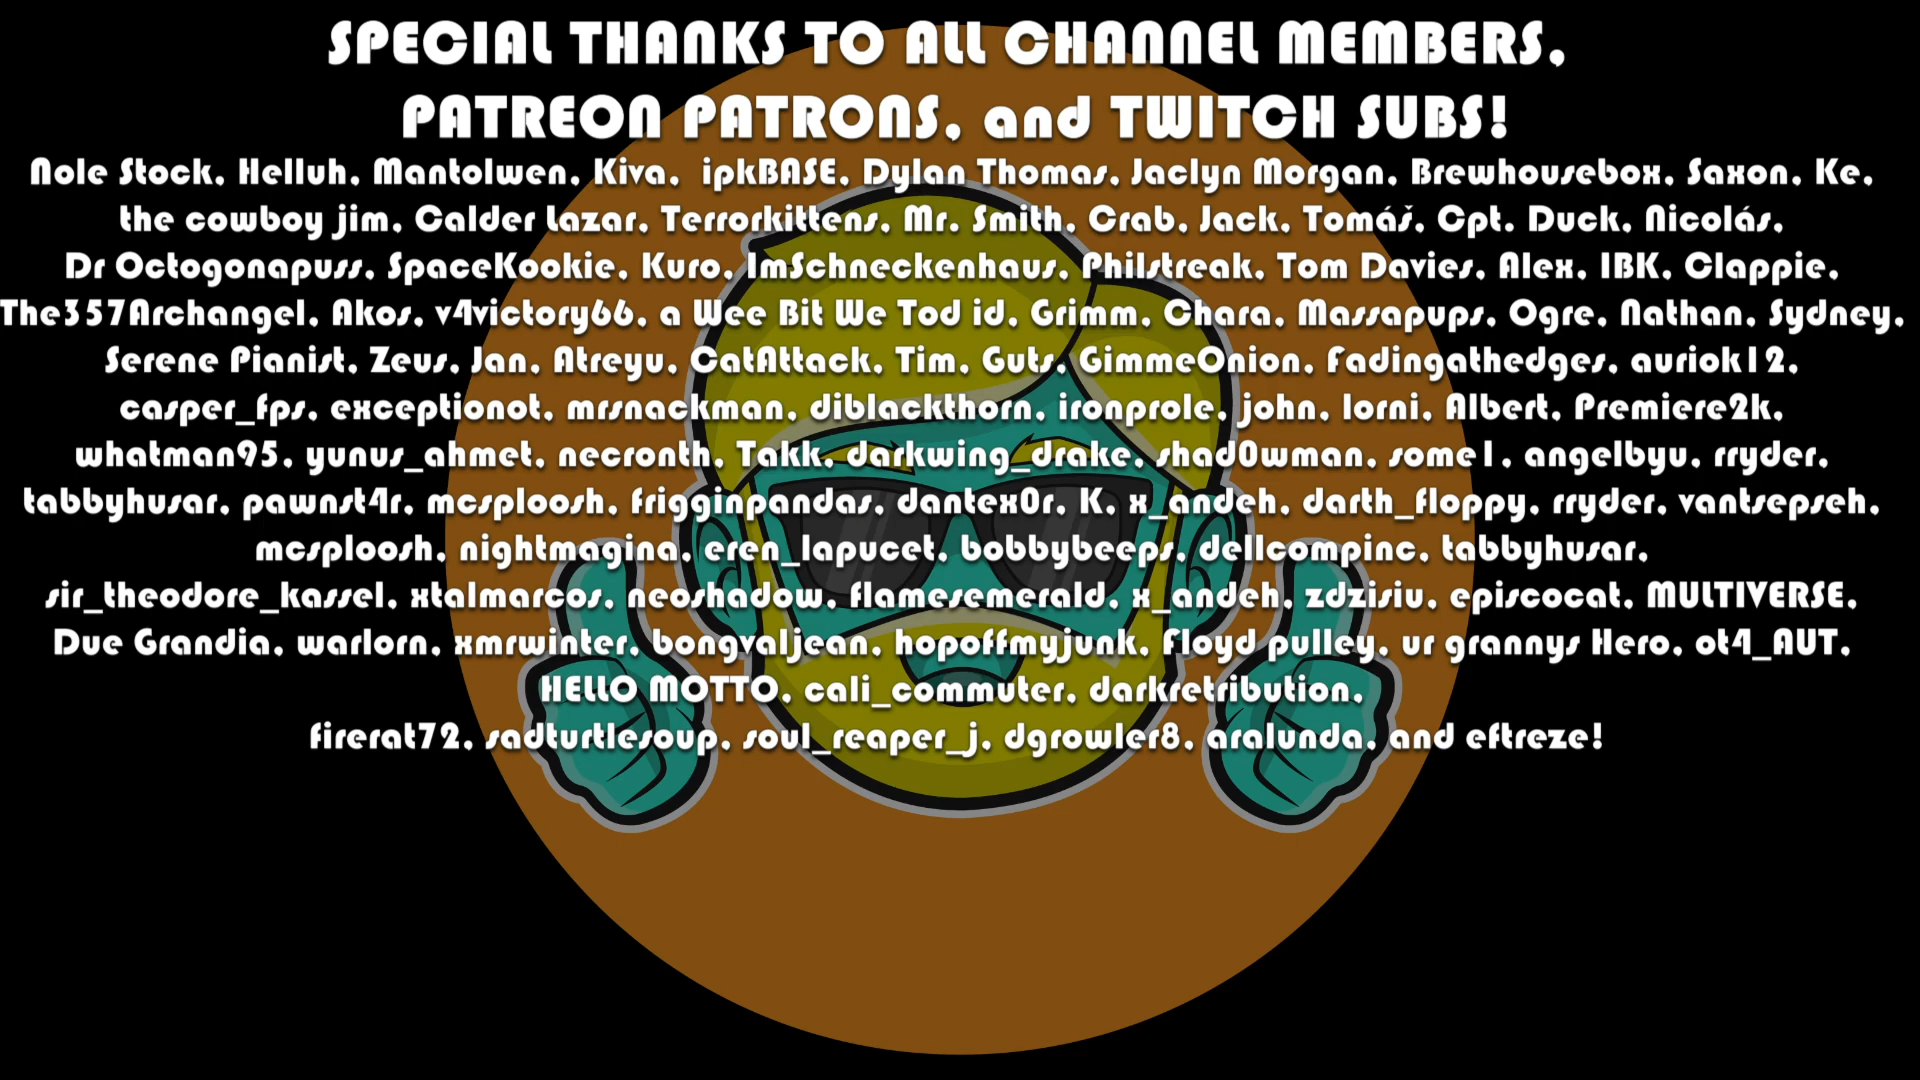 SPECIAL THANKS TO ALL CHANNEL MEMBERS,
PATREON PATRONS, and TWITCH SUBS!
Nole Stock, Helluh, Mantolwen, Kiva,  ipkBASE, Dylan Thomas, Jaclyn Morgan, Brewhousebox, Saxon, Ke,
the cowboy jim, Calder Lazar, Terrorkittens, Mr. Smith, Crab, Jack, Tomáš, Cpt. Duck, Nicolás,
Dr Octogonapuss, SpaceKookie, Kuro, ImSchneckenhaus, Philstreak, Tom Davies, Alex, IBK, Clappie,
The357Archangel, Akos, v4victory66, a Wee Bit We Tod id, Grimm, Chara, Massapups, Ogre, Nathan, Sydney,
Serene Pianist, Zeus, Jan, Atreyu, CatAttack, Tim, Guts, GimmeOnion, Fadingathedges, auriok12,
casper_fps, exceptionot, mrsnackman, diblackthorn, ironprole, john, lorni, Albert, Premiere2k,
whatman95, yunus_ahmet, necronth, Takk, darkwing_drake, shad0wman, some1, angelbyu, rryder,
tabbyhusar, pawnst4r, mcsploosh, frigginpandas, dantex0r, K, x_andeh, darth_floppy, rryder, vantsepseh,
mcsploosh, nightmagina, eren_lapucet, bobbybeeps, dellcompinc, tabbyhusar,
sir_theodore_kassel, xtalmarcos, neoshadow, flamesemerald, x_andeh, zdzisiu, episcocat, MULTIVERSE,
Due Grandia, warlorn, xmrwinter, bongvaljean, hopoffmyjunk, Floyd pulley, ur grannys Hero, ot4_AUT,
HELLO MOTTO, cali_commuter, darkretribution,
firerat72, sadturtlesoup, soul_reaper_j, dgrowler8, aralunda, and eftreze!